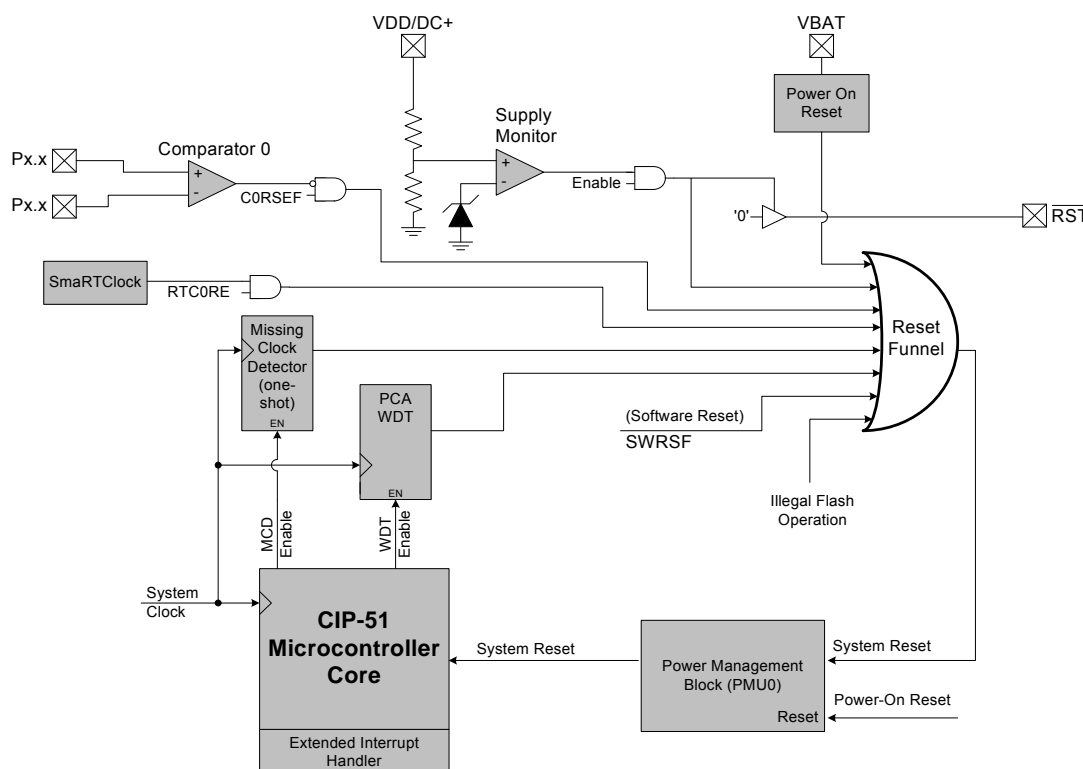 VDD/DC+
VBAT
Power On
Reset
Supply
Monitor
Comparator 0
Px.x
+
-
Px.x
C0RSEF
+
-
Enable
'0'
RST
SmaRTClock
RTC0RE
Missing
Clock
Detector
(one-
shot)
EN
PCA
WDT
EN
Reset
Funnel
(Software Reset)
SWRSF
Illegal Flash
Operation
MCD
Enable
WDT
Enable
System
Clock
CIP-51
Microcontroller
Core
Extended Interrupt
Handler
System Reset
Power Management
Block (PMU0)
Reset
System Reset
Power-On Reset